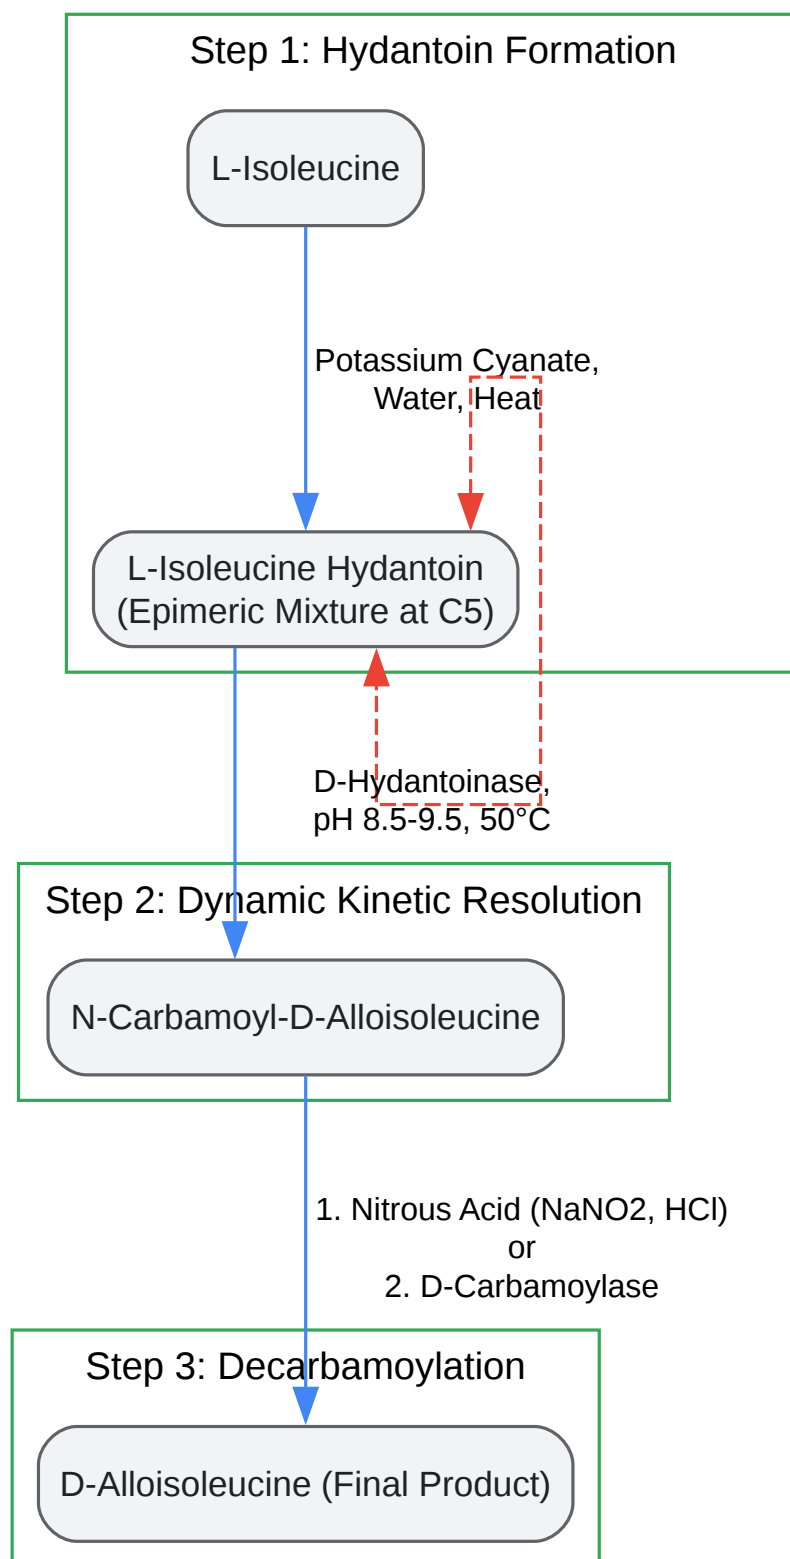 Step 1: Hydantoin Formation
L-Isoleucine
Potassium Cyanate,
Water, Heat
L-Isoleucine Hydantoin
(Epimeric Mixture at C5)
D-Hydantoinase,
pH 8.5-9.5, 50°C
Step 2: Dynamic Kinetic Resolution
N-Carbamoyl-D-Alloisoleucine
1. Nitrous Acid (NaNO2, HCl)
or
2. D-Carbamoylase
Step 3: Decarbamoylation
D-Alloisoleucine (Final Product)